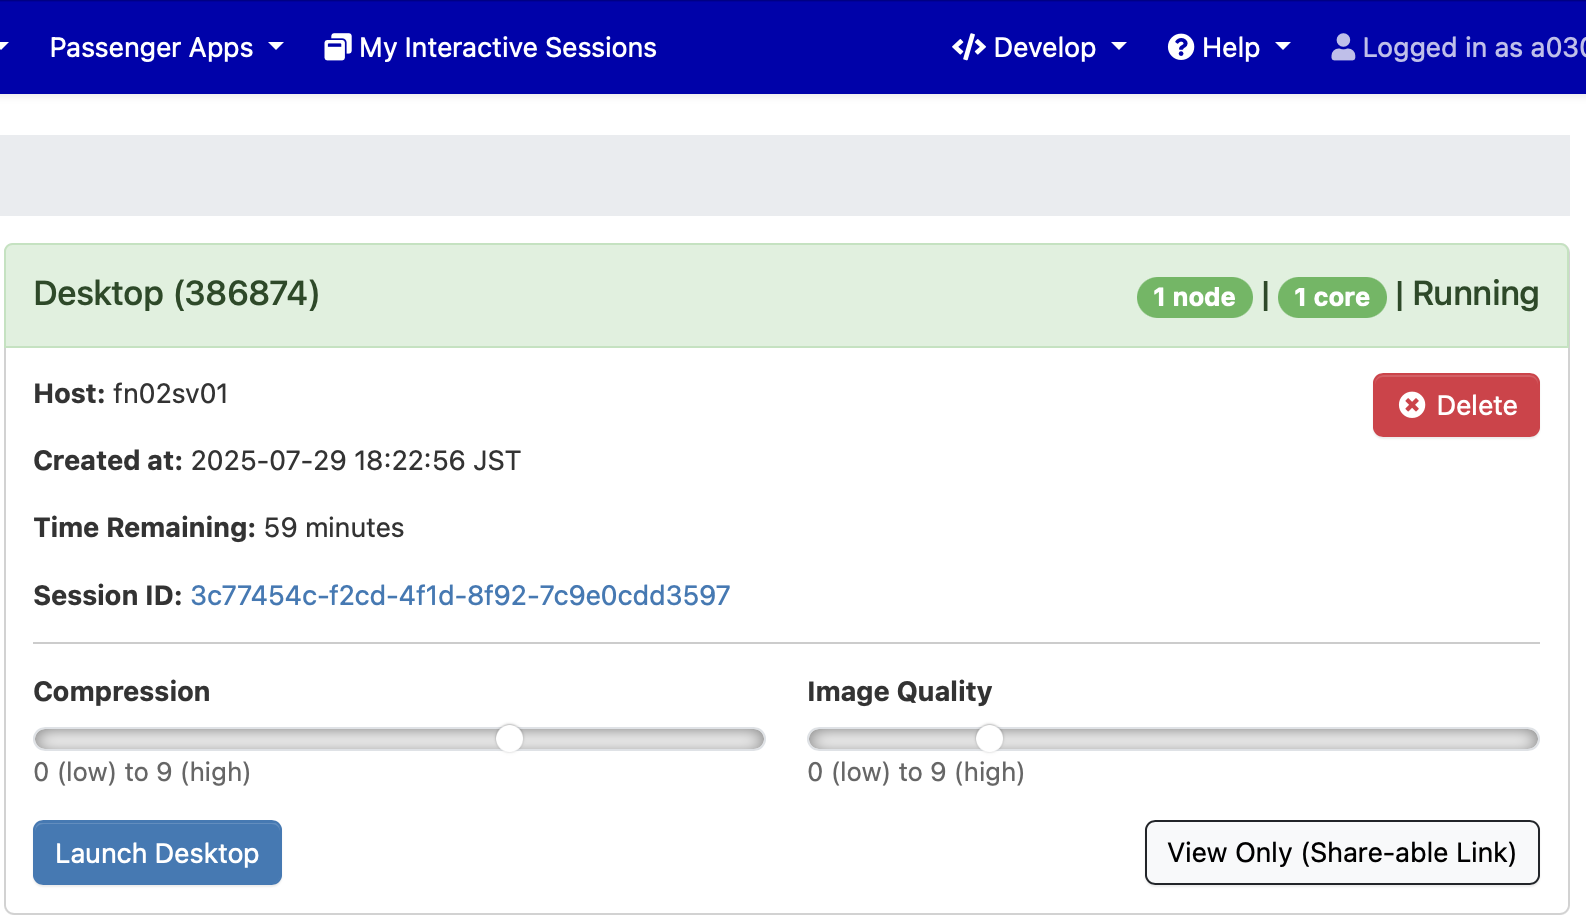 Passenger Apps My Interactive Sessions </> Develop Help Logged in as a030
Desktop (386874) 1 node | 1 core | Running
Host: fn02sv01
Delete
Created at: 2025-07-29 18:22:56 JST
Time Remaining: 59 minutes
Session ID: 3c77454c-f2cd-4f1d-8f92-7c9e0cdd3597
Compression Image Quality
0 (low) to 9 (high) 0 (low) to 9 (high)
Launch Desktop View Only (Share-able Link)